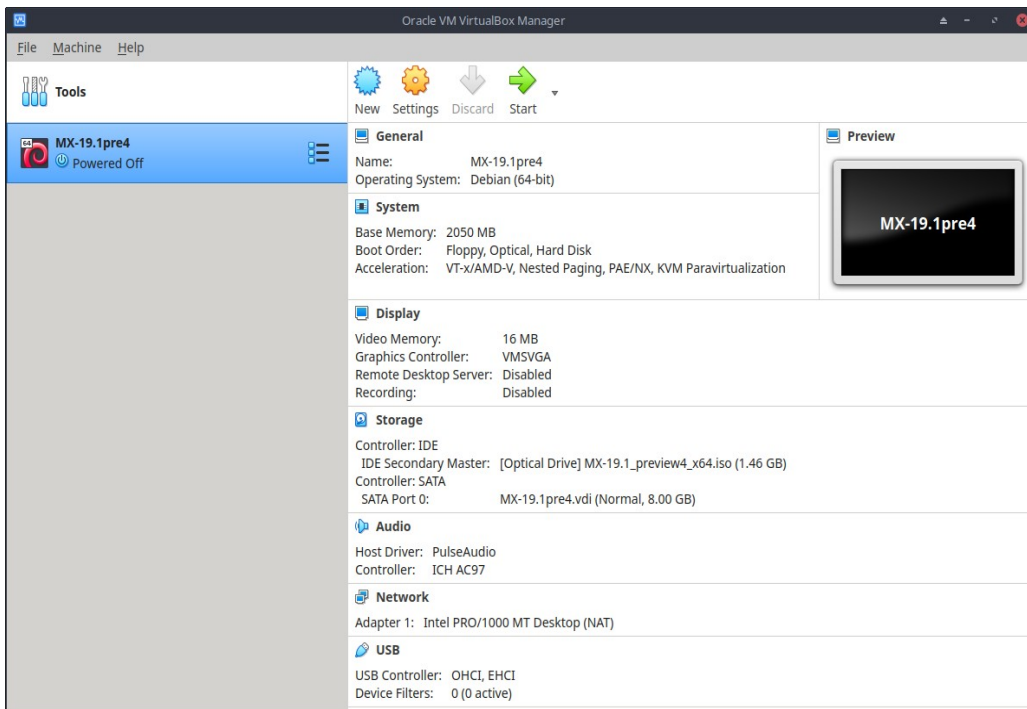 Oracle VM VirtualBox Manager
File Machine Help
Tools
New Settings Discard Start
64
MX-19.1pre4
Powered Off
General
Name: MX-19.1pre4
Operating System: Debian (64-bit)
Preview
MX-19.1pre4
System
Base Memory: 2050 MB
Boot Order: Floppy, Optical, Hard Disk
Acceleration: VT-x/AMD-V, Nested Paging, PAE/NX, KVM Paravirtualization
Display
Video Memory: 16 MB
Graphics Controller: VMSVGA
Remote Desktop Server: Disabled
Recording: Disabled
Storage
Controller: IDE
IDE Secondary Master: [Optical Drive] MX-19.1_preview4_x64.iso (1.46 GB)
Controller: SATA
SATA Port 0: MX-19.1pre4.vdi (Normal, 8.00 GB)
Audio
Host Driver: PulseAudio
Controller: ICH AC97
Network
Adapter 1: Intel PRO/1000 MT Desktop (NAT)
USB
USB Controller: OHCI, EHCI
Device Filters: 0 (0 active)